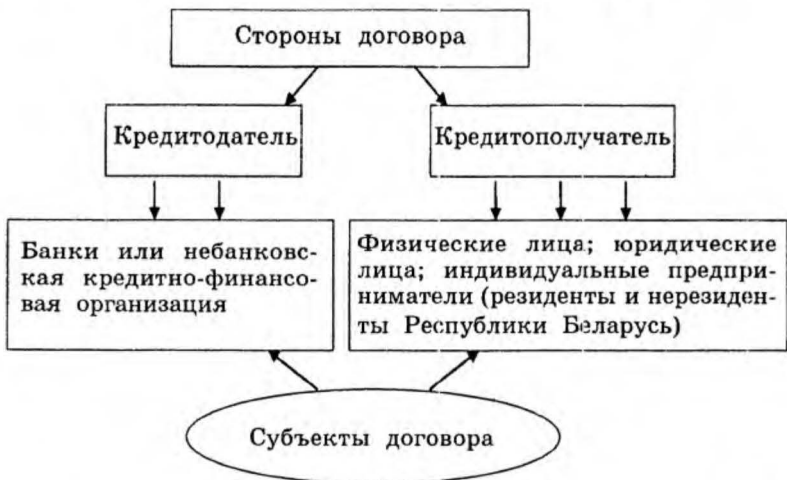 Стороны договора
Кредитодатель
Кредитополучатель
Банки или небанковс-
кая кредитно-финансо-
вая организация
Физические лица; юридические
лица; индивидуальные предпри-
ниматели (резиденты и нерезиден-
ты Республики Беларусь)
Субъекты договора